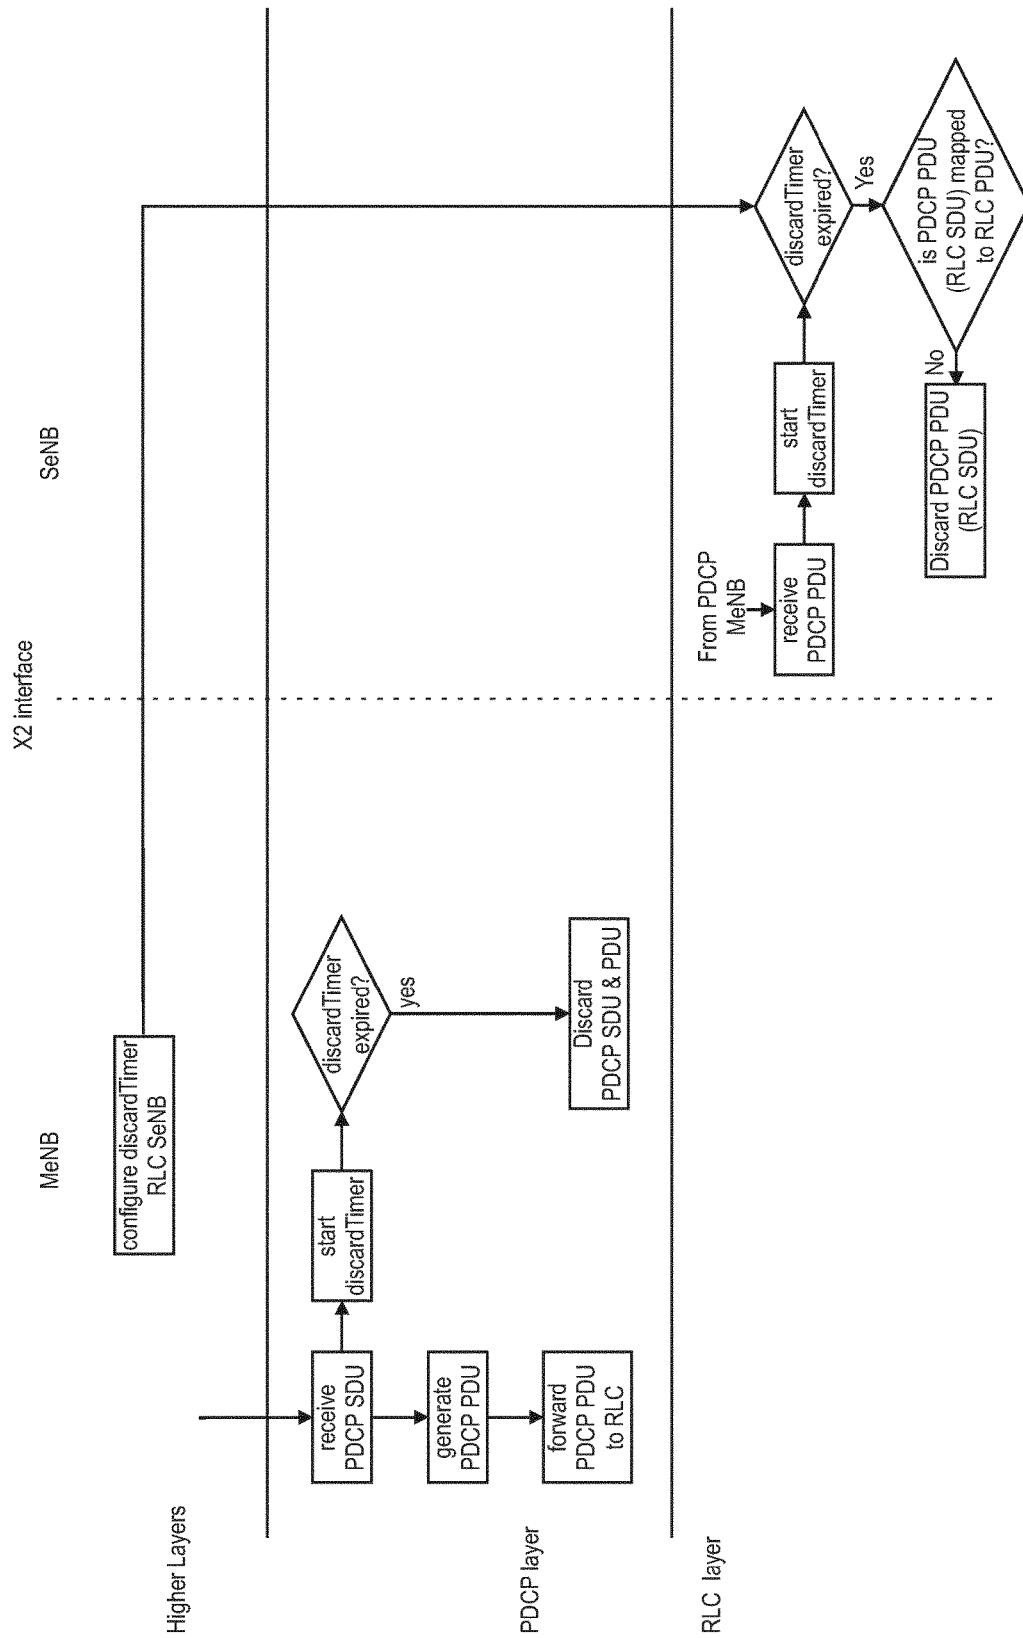 X2 interface
MeNB
SeNB
Higher Layers
configure discardTimer
RLC SeNB
PDCP layer
receive
PDCP SDU
start
discardTimer
discardTimer
expired?
yes
generate
PDCP PDU
forward
PDCP PDU
to RLC
Discard
PDCP SDU & PDU
RLC layer
From PDCP
MeNB
receive
PDCP PDU
start
discardTimer
discardTimer
expired?
Yes
is PDCP PDU
(RLC SDU) mapped
to RLC PDU?
No
Discard PDCP PDU
(RLC SDU)